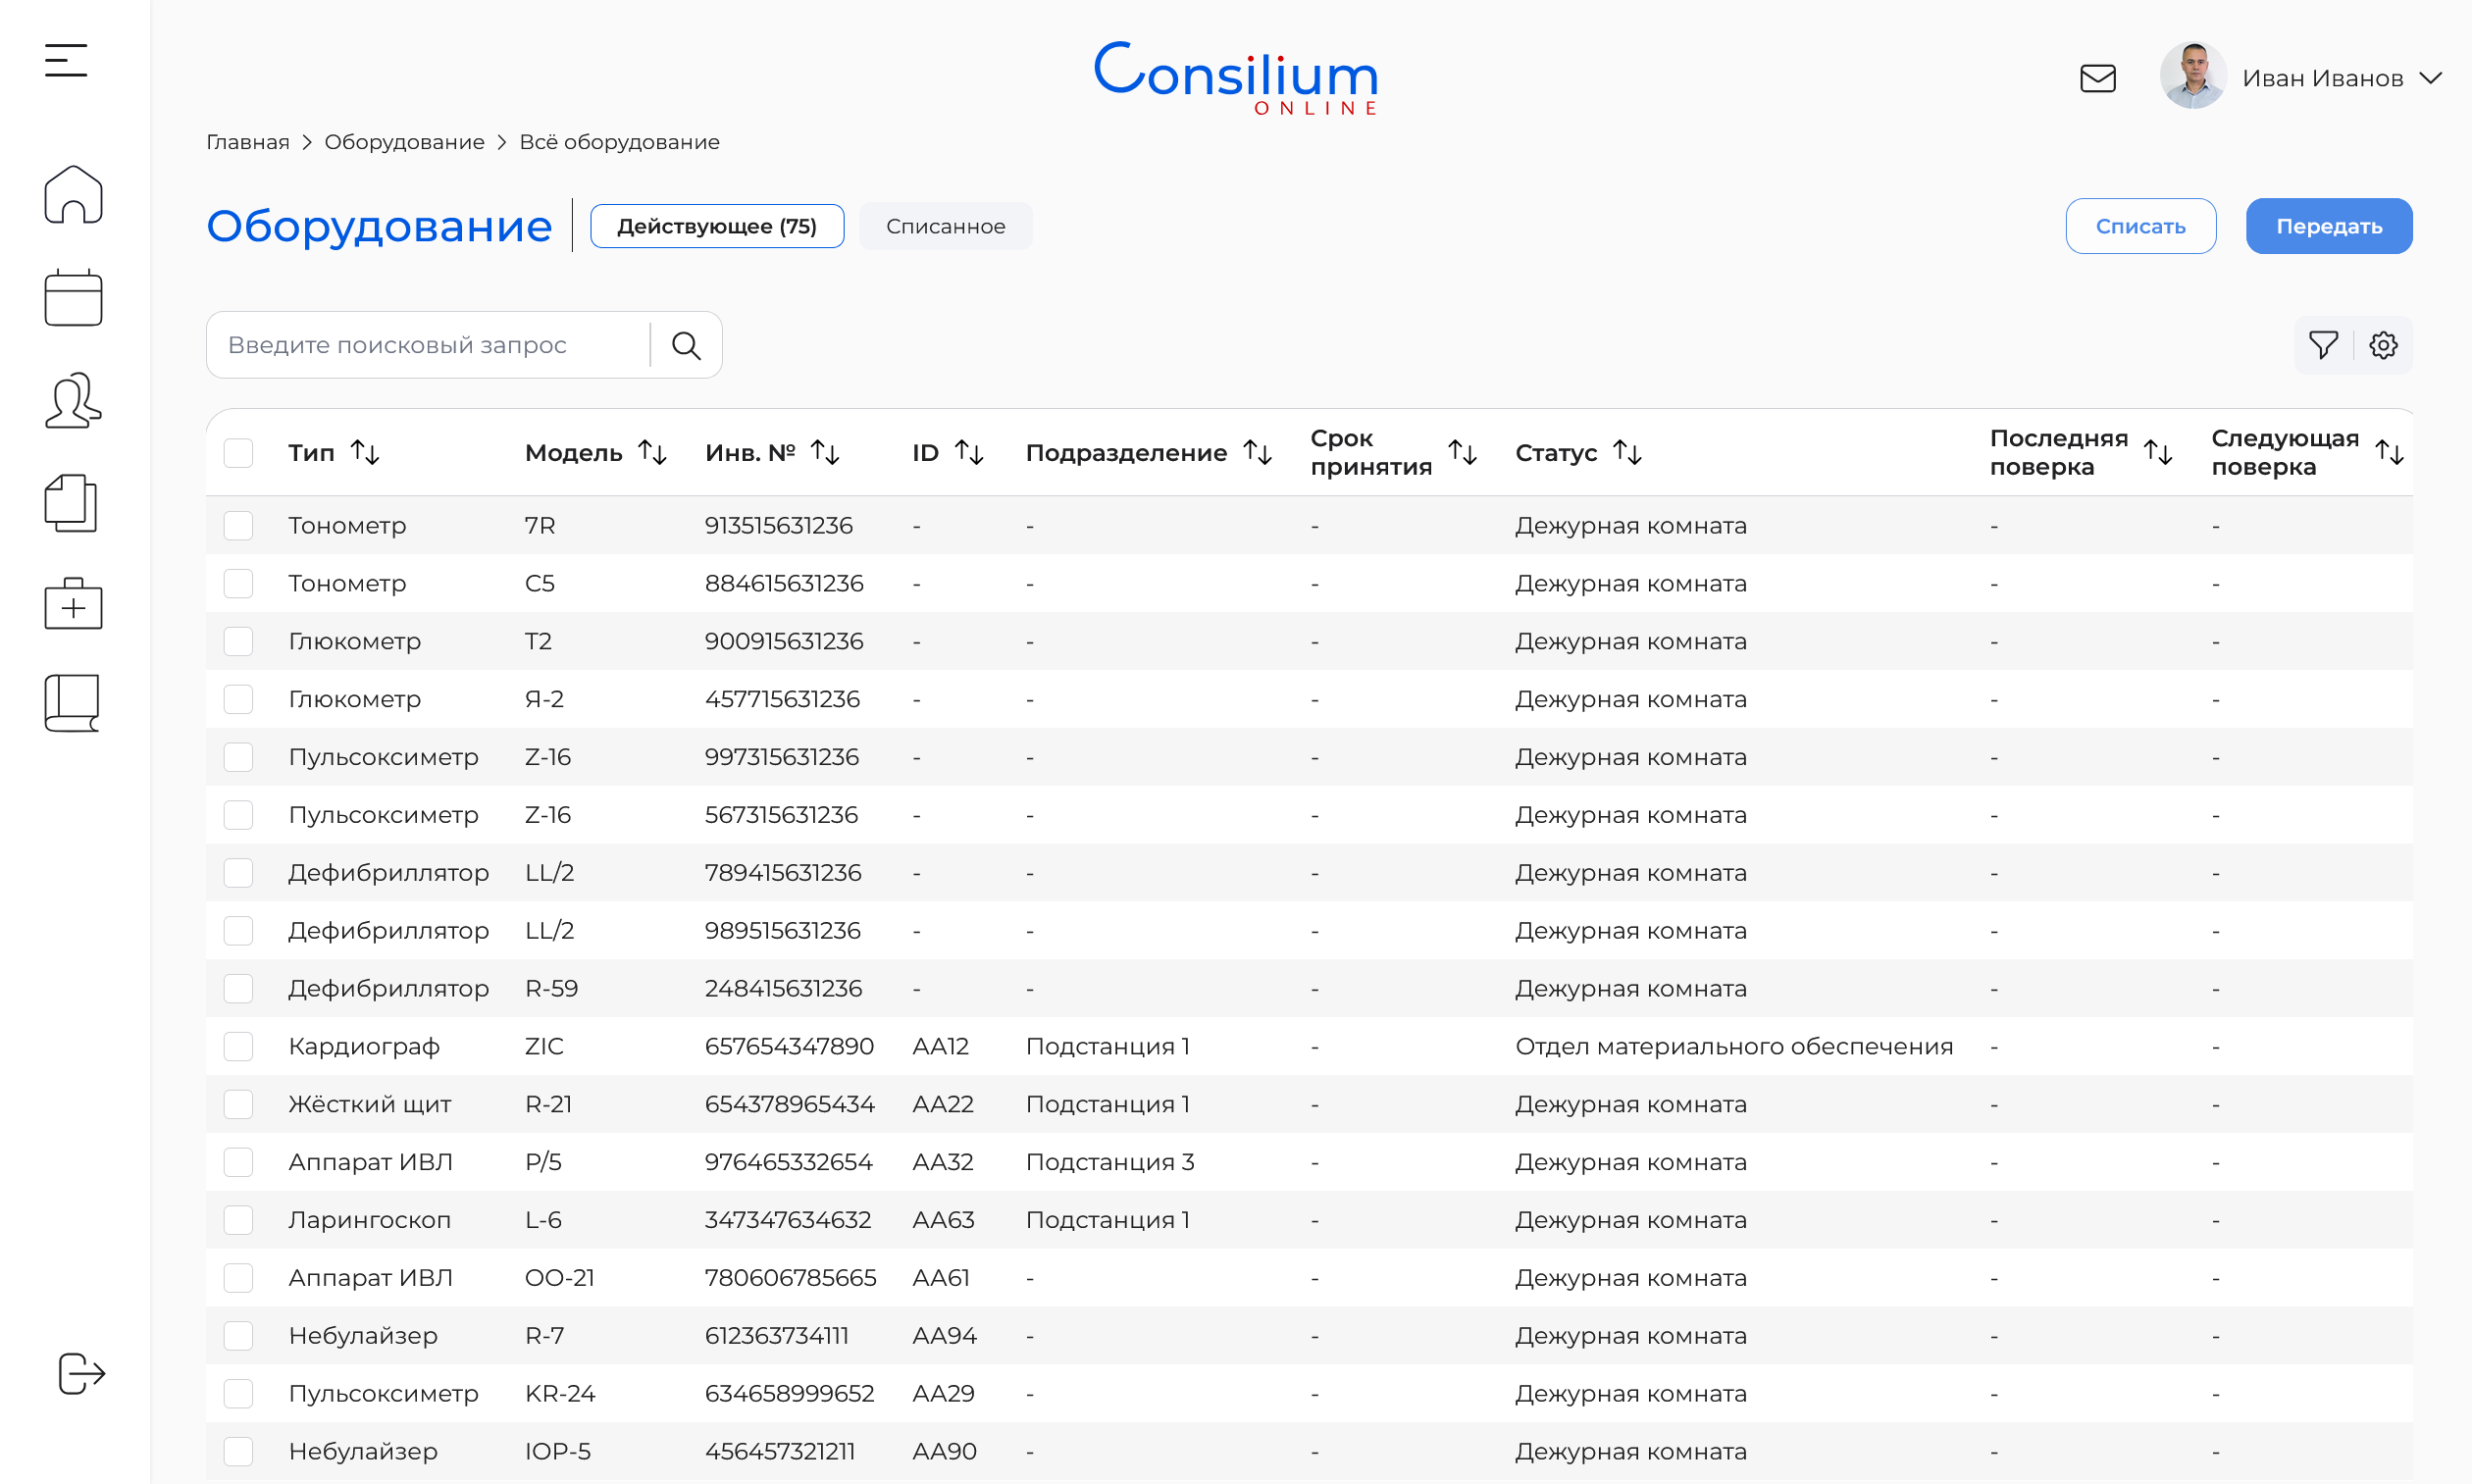 Consilium
ONLINE
Иван Иванов
Главная > Оборудование > Всё оборудование
Оборудование
Действующее (75)
Списанное
Списать
Передать
Введите поисковый запрос
Тип Модель Инв. № ID Подразделение Срок принятия Статус Последняя поверка Следующая поверка
Тонометр 7R 913515631236 - - - Дежурная комната - -
Тонометр C5 884615631236 - - - Дежурная комната - -
Глюкометр T2 900915631236 - - - Дежурная комната - -
Глюкометр Я-2 457715631236 - - - Дежурная комната - -
Пульсоксиметр Z-16 997315631236 - - - Дежурная комната - -
Пульсоксиметр Z-16 567315631236 - - - Дежурная комната - -
Дефибриллятор LL/2 789415631236 - - - Дежурная комната - -
Дефибриллятор LL/2 989515631236 - - - Дежурная комната - -
Дефибриллятор R-59 248415631236 - - - Дежурная комната - -
Кардиограф ZIC 657654347890 AA12 Подстанция 1 - Отдел материального обеспечения - -
Жёсткий щит R-21 654378965434 AA22 Подстанция 1 - Дежурная комната - -
Аппарат ИВЛ P/5 976465332654 AA32 Подстанция 3 - Дежурная комната - -
Ларингоскоп L-6 347347634632 AA63 Подстанция 1 - Дежурная комната - -
Аппарат ИВЛ OO-21 780606785665 AA61 - - Дежурная комната - -
Небулайзер R-7 612363734111 AA94 - - Дежурная комната - -
Пульсоксиметр KR-24 634658999652 AA29 - - Дежурная комната - -
Небулайзер IOP-5 456457321211 AA90 - - Дежурная комната - -